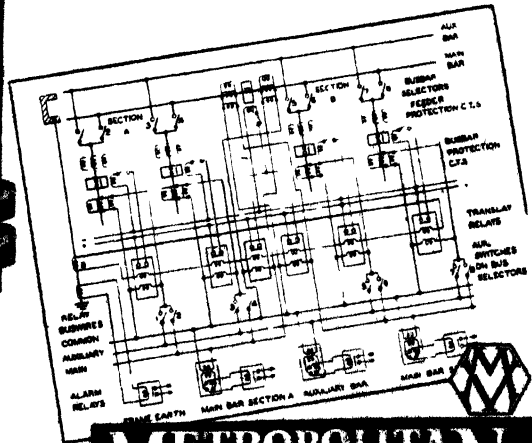 AUX
BAR
MAIN
BAR
BUSBAR
SELECTORS
FEEDER
PROTECTION C.T.S
BUSBAR
PROTECTION
C.T.S
SECTION
A
SECTION
B
TRANSLAY
RELAYS
AUX.
SWITCHES
ON BUS
SELECTORS
RELAY
BUSWIRES
COMMON
AUXILIARY
MAIN
ALARM
RELAYS
FRAME EARTH
MAIN BAR SECTION A
AUXILIARY BAR
MAIN BAR
METROPOLITAN